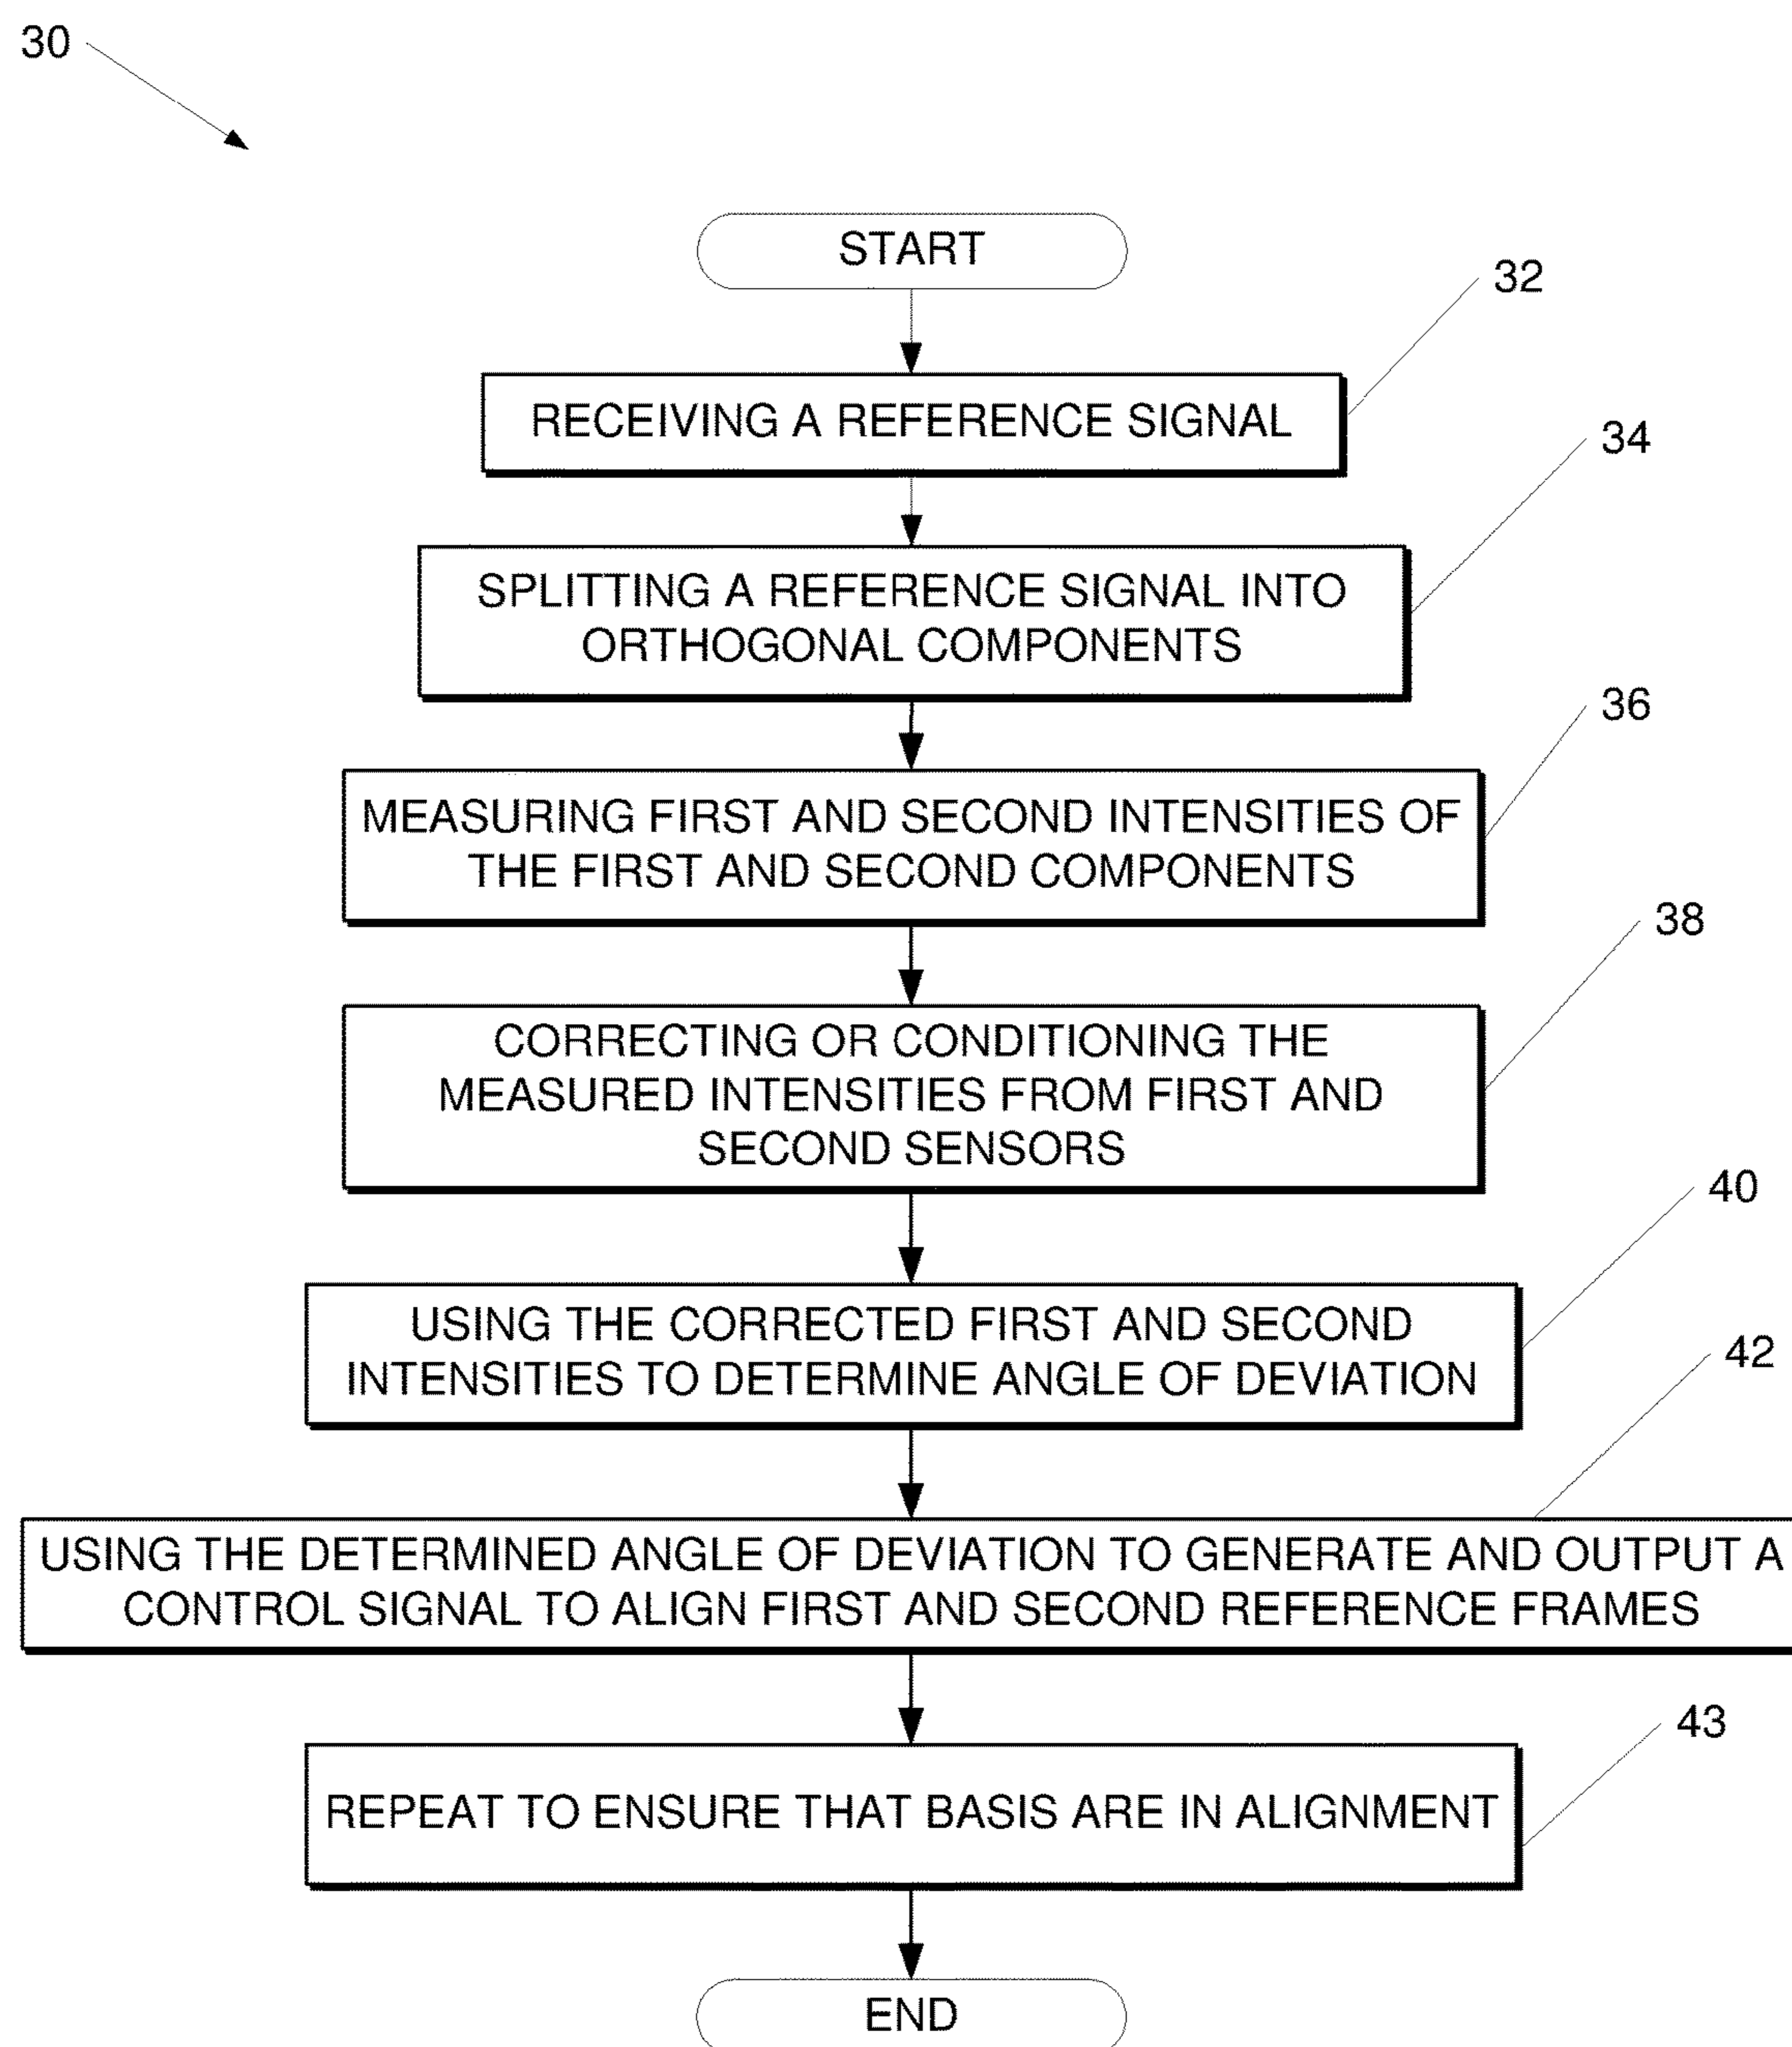 30
START
32
RECEIVING A REFERENCE SIGNAL
34
SPLITTING A REFERENCE SIGNAL INTO
ORTHOGONAL COMPONENTS
36
MEASURING FIRST AND SECOND INTENSITIES OF
THE FIRST AND SECOND COMPONENTS
38
CORRECTING OR CONDITIONING THE
MEASURED INTENSITIES FROM FIRST AND
SECOND SENSORS
40
USING THE CORRECTED FIRST AND SECOND
INTENSITIES TO DETERMINE ANGLE OF DEVIATION
42
USING THE DETERMINED ANGLE OF DEVIATION TO GENERATE AND OUTPUT A
CONTROL SIGNAL TO ALIGN FIRST AND SECOND REFERENCE FRAMES
43
REPEAT TO ENSURE THAT BASIS ARE IN ALIGNMENT
END